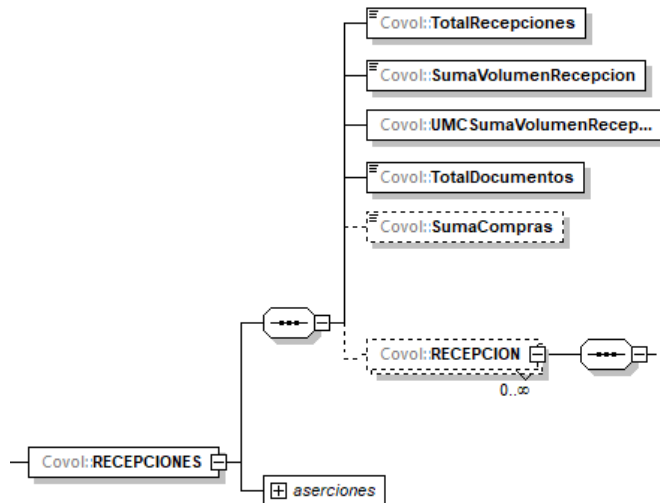 Covol::TotalRecepciones
Covol::SumaVolumenRecepcion
Covol::UMCSumaVolumenRecep...
Covol::TotalDocumentos
Covol::SumaCompras
Covol::RECEPCION
0..∞
Covol::RECEPCIONES
aserciones